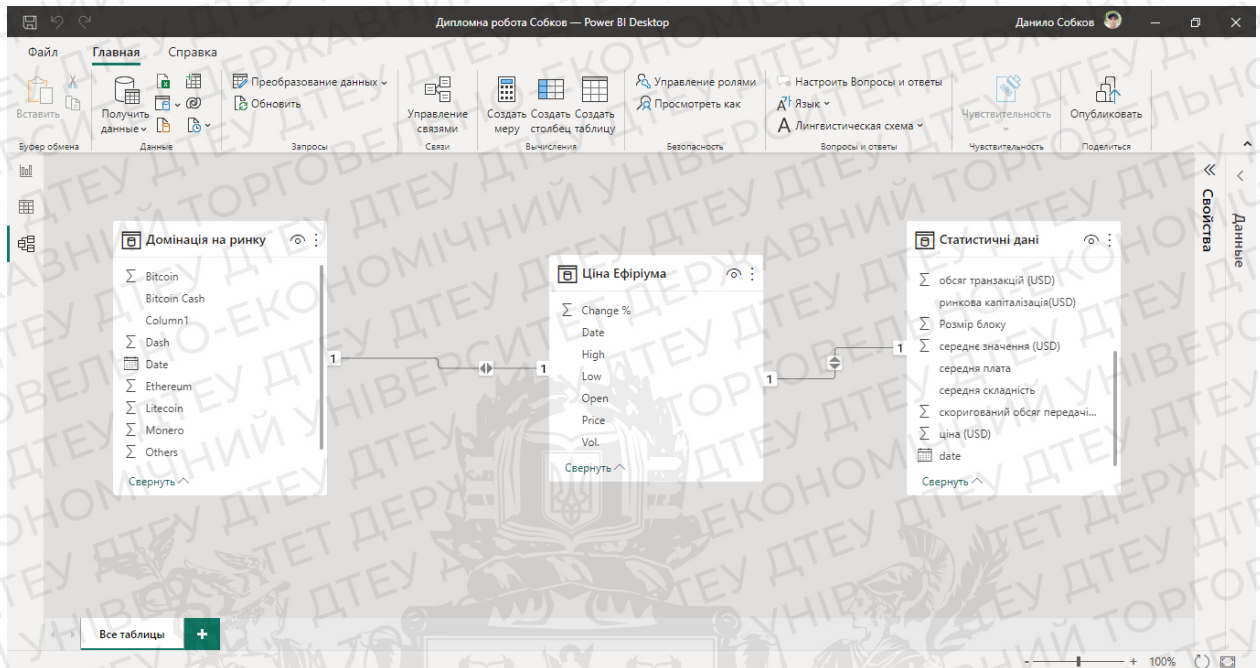 Дипломна робота Собков — Power BI Desktop
Данило Собков
Файл
Главная
Справка
Вставить
Буфер обмена
Получить данные
Данные
Преобразование данных
Обновить
Запросы
Управление связями
Связи
Создать меру
Создать столбец
Создать таблицу
Вычисления
Управление ролями
Просмотреть как
Безопасность
Настроить Вопросы и ответы
Язык
Лингвистическая схема
Вопросы и ответы
Чувствительность
Чувствительность
Опубликовать
Поделиться
Свойства
Данные
Домінація на ринку
Bitcoin
Bitcoin Cash
Column1
Dash
Date
Ethereum
Litecoin
Monero
Others
Свернуть
1
1
Ціна Ефіріума
Change %
Date
High
Low
Open
Price
Vol.
Свернуть
1
1
Статистичні дані
обсяг транзакцій (USD)
ринкова капіталізація(USD)
Розмір блоку
середнє значення (USD)
середня плата
середня складність
скоригований обсяг передачі...
ціна (USD)
date
Свернуть
Все таблицы
+
- + 100%